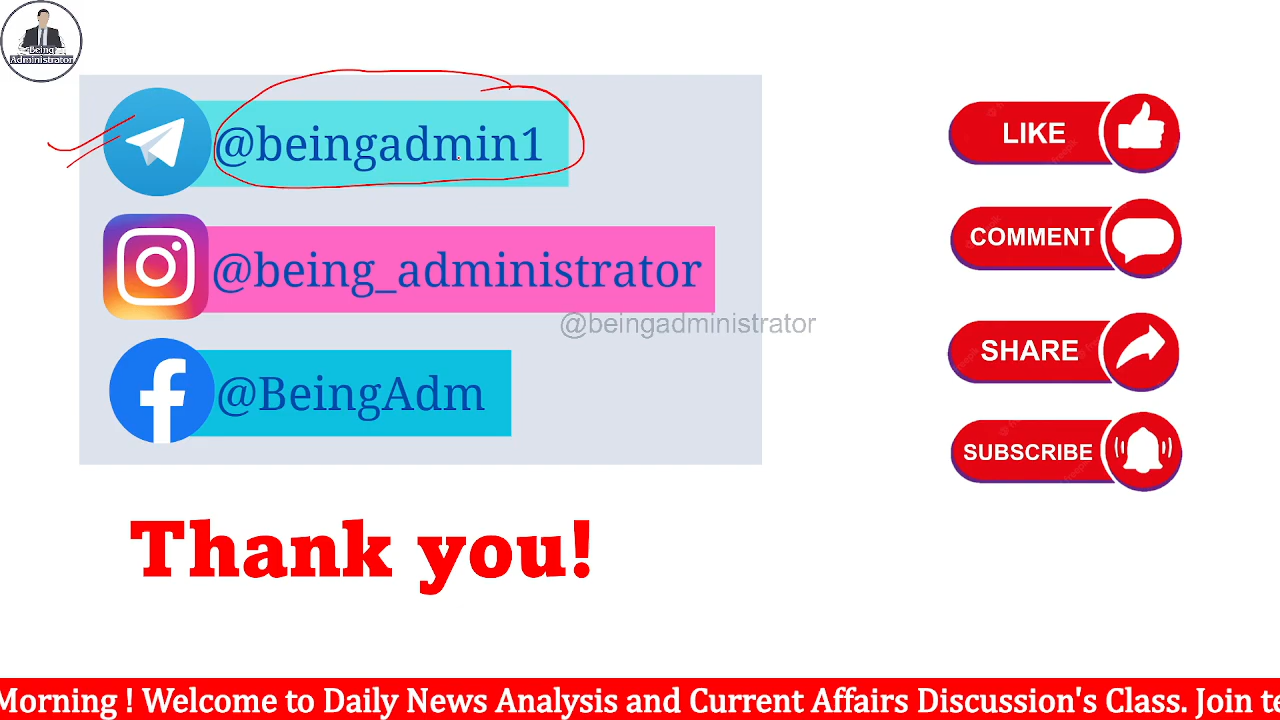 Being
Administrator
@beingadmin1
@being_administrator
@beingadministrator
@BeingAdm
LIKE
COMMENT
SHARE
SUBSCRIBE
Thank you!
Morning ! Welcome to Daily News Analysis and Current Affairs Discussion's Class. Join te